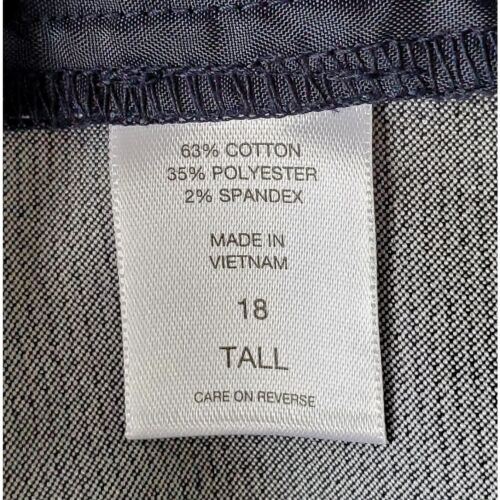 63% COTTON
35% POLYESTER
2% SPANDEX
MADE IN
VIETNAM
18
TALL
CARE ON REVERSE